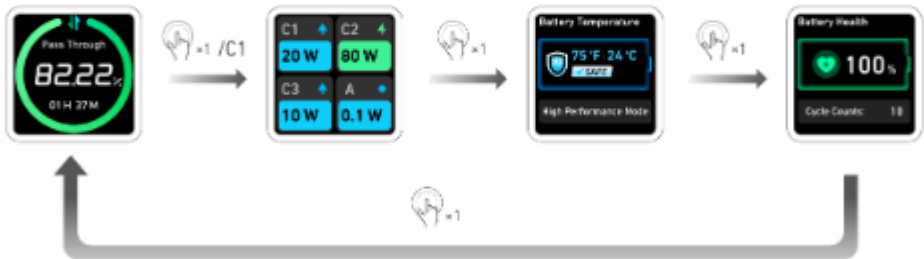 Pass Through
82.22%
01 H 37 M
×1 /C1
C1 C2
20 W 80 W
C3 A
10 W 0.1 W
×1
Battery Temperature
75 °F 24 °C
✓SAFE
High Performance Mode
×1
Battery Health
100%
Cycle Counts: 10
×1